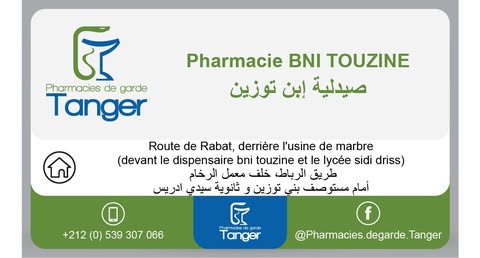 Pharmacies de garde
Tanger
Pharmacie BNI TOUZINE
صيدلية إبن توزين
Route de Rabat, derrière l'usine de marbre
(devant le dispensaire bni touzine et le lycée sidi driss)
طريق الرباط، خلف معمل الرخام
أمام مستوصف بني توزين و ثانوية سيدي ادريس
+212 (0) 539 307 066
Pharmacies de garde
Tanger
@Pharmacies.degarde.Tanger